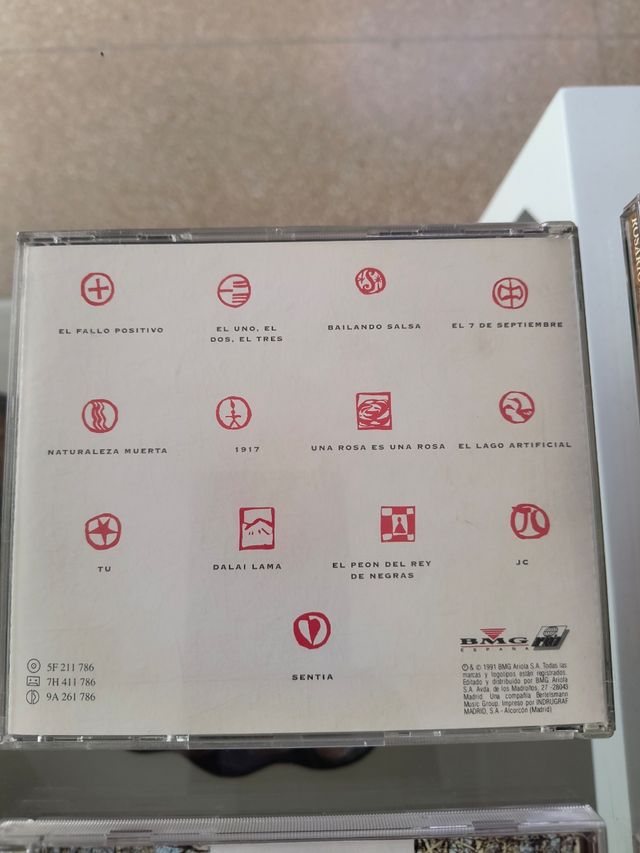 EL FALLO POSITIVO
EL UNO, EL
DOS, EL TRES
BAILANDO SALSA
EL 7 DE SEPTIEMBRE
NATURALEZA MUERTA
1917
UNA ROSA ES UNA ROSA
EL LAGO ARTIFICIAL
TU
DALAI LAMA
EL PEON DEL REY
DE NEGRAS
JC
SENTIA
5F 211 786
7H 411 786
9A 261 786
BMG
ESPAÑA
℗ & © 1991 BMG Ariola S.A. Todas las
marcas y logotipos están registrados.
Editado y distribuido por BMG Ariola
S.A. Avda. de los Madroños, 27 -28043
Madrid. Una compañía Bertelsmann
Music Group. Impreso por INDRUGRAF
MADRID, S.A - Alcorcón (Madrid)